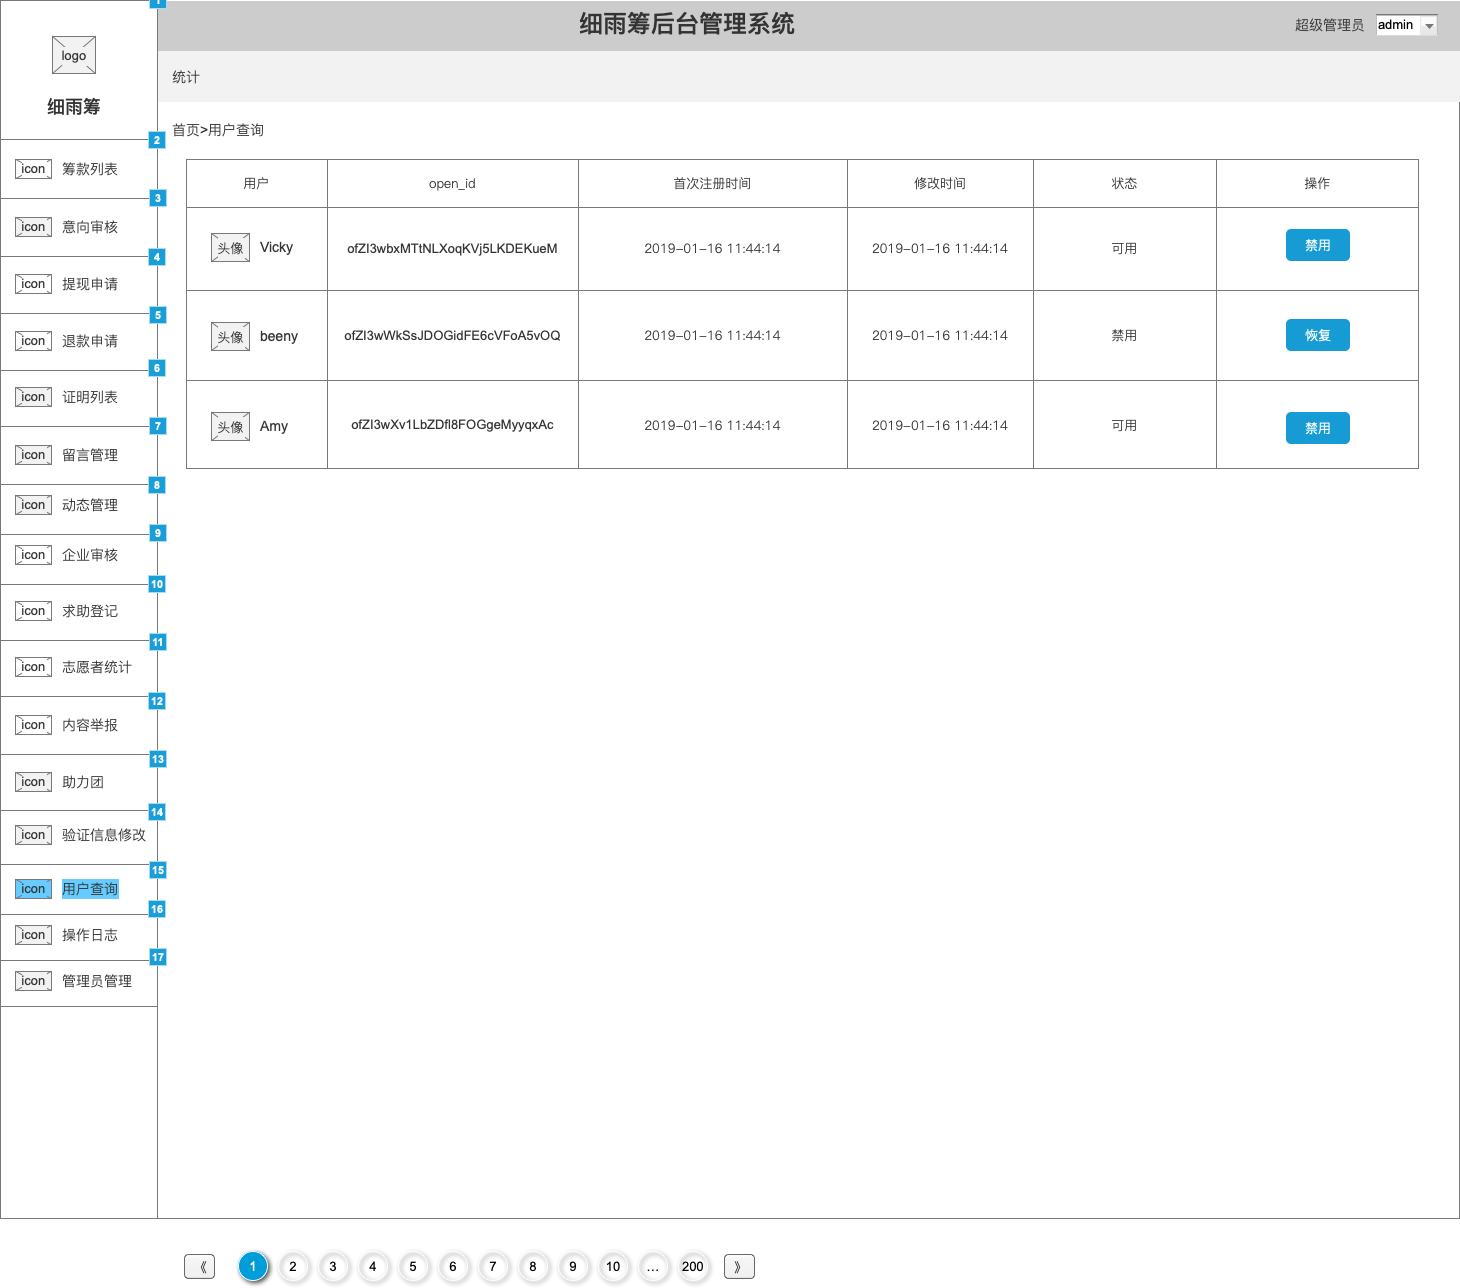 1
细雨筹后台管理系统
超级管理员 admin
logo
细雨筹
统计
首页>用户查询
2
icon 筹款列表
3
icon 意向审核
4
icon 提现申请
5
icon 退款申请
6
icon 证明列表
7
icon 留言管理
8
icon 动态管理
9
icon 企业审核
10
icon 求助登记
11
icon 志愿者统计
12
icon 内容举报
13
icon 助力团
14
icon 验证信息修改
15
icon 用户查询
16
icon 操作日志
17
icon 管理员管理
用户 open_id 首次注册时间 修改时间 状态 操作
头像 Vicky ofZI3wbxMTtNLXoqKVj5LKDEKueM 2019-01-16 11:44:14 2019-01-16 11:44:14 可用 禁用
头像 beeny ofZI3wWkSsJDOGidFE6cVFoA5vOQ 2019-01-16 11:44:14 2019-01-16 11:44:14 禁用 恢复
头像 Amy ofZI3wXv1LbZDfl8FOGgeMyyqxAc 2019-01-16 11:44:14 2019-01-16 11:44:14 可用 禁用
《 1 2 3 4 5 6 7 8 9 10 ... 200 》